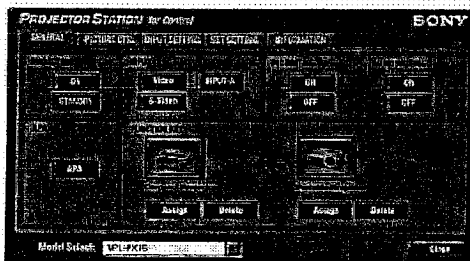 PROJECTOR STATION for Control SONY
GENERAL PICTURE CTRL INPUT SETTING SET SETTING INFORMATION
ON Video INPUT-A ON ON
STANDBY S-Video OFF OFF
APA
Assign Delete Assign Delete
Model Select: Close